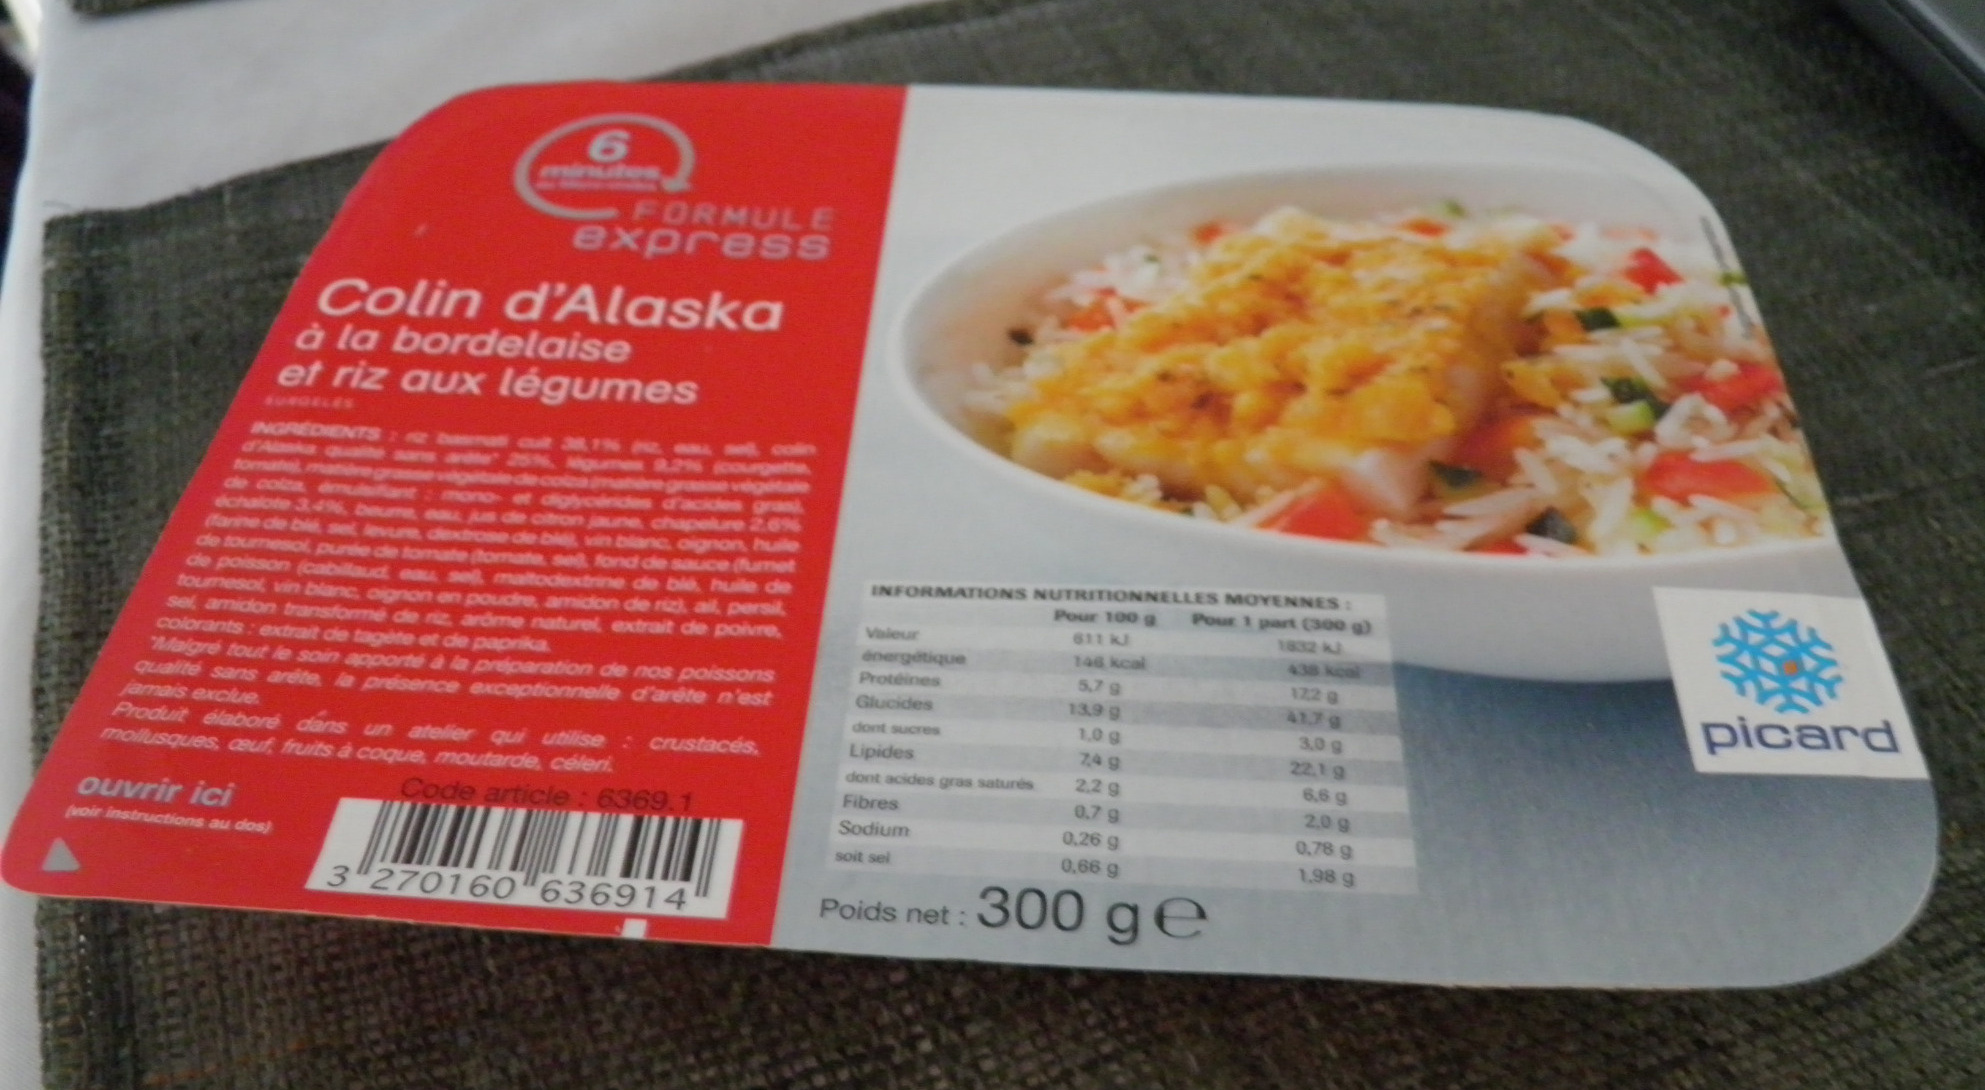 6
minutes
FORMULE
express
Colin d'Alaska
à la bordelaise
et riz aux légumes
SURGELÉS
INGRÉDIENTS : riz basmati cuit 38,1% (riz, eau, sel), colin
d'Alaska qualité sans arête* 25%, légumes 9,2% (courgette,
tomate), matière grasse végétale de colza (matière grasse végétale
de colza, émulsifiant : mono- et diglycérides d'acides gras),
échalote 3,4%, beurre, eau, jus de citron jaune, chapelure 2,6%
(farine de blé, sel, levure, dextrose de blé), vin blanc, oignon, huile
de tournesol, purée de tomate (tomate, sel), fond de sauce (fumet
de poisson (cabillaud, eau, sel), maltodextrine de blé, huile de
tournesol, vin blanc, oignon en poudre, amidon de riz), ail, persil,
sel, amidon transformé de riz, arôme naturel, extrait de poivre,
colorants : extrait de tagète et de paprika.
*Malgré tout le soin apporté à la préparation de nos poissons
qualité sans arête, la présence exceptionnelle d'arête n'est
jamais exclue.
Produit élaboré dans un atelier qui utilise : crustacés,
mollusques, œuf, fruits à coque, moutarde, céleri.
ouvrir ici
(voir instructions au dos)
Code article : 6369.1
3 270160 636914
INFORMATIONS NUTRITIONNELLES MOYENNES :
Pour 100 g Pour 1 part (300 g)
Valeur 611 kJ 1832 kJ
énergétique 146 kcal 438 kcal
Protéines 5,7 g 17,2 g
Glucides 13,9 g 41,7 g
dont sucres 1,0 g 3,0 g
Lipides 7,4 g 22,1 g
dont acides gras saturés 2,2 g 6,6 g
Fibres 0,7 g 2,0 g
Sodium 0,26 g 0,78 g
soit sel 0,66 g 1,98 g
Poids net : 300 g e
picard